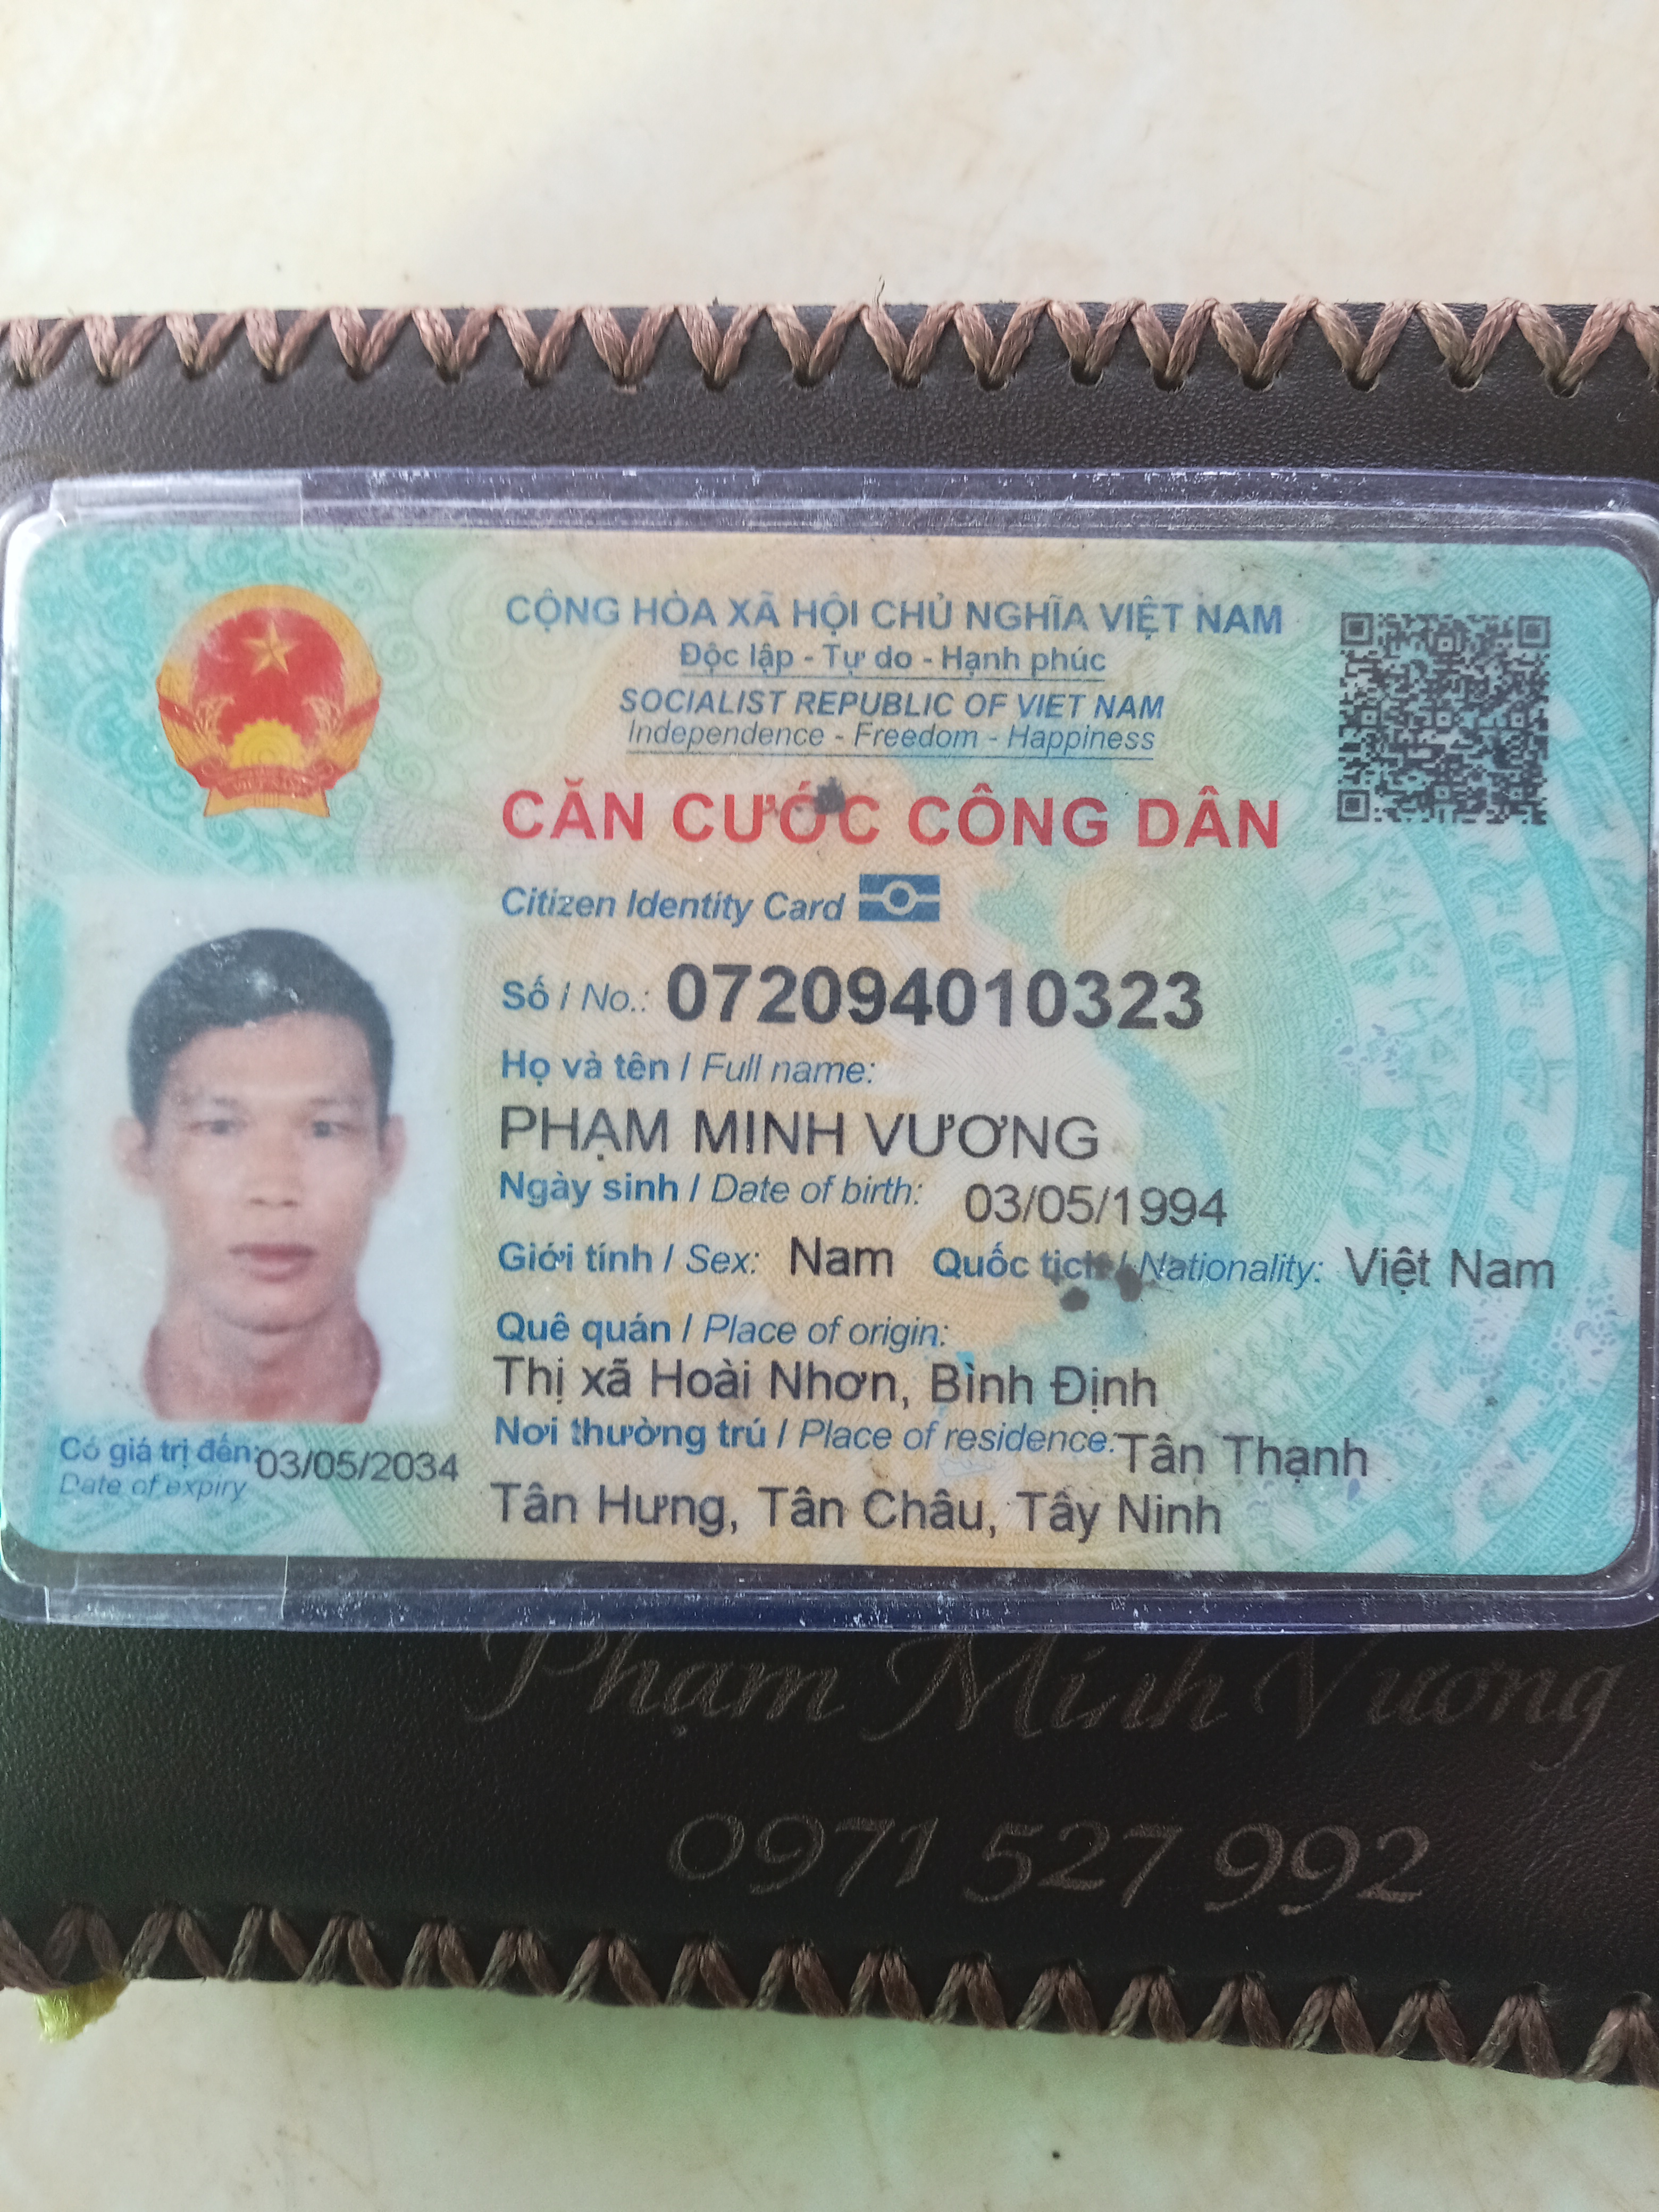 CỘNG HÒA XÃ HỘI CHỦ NGHĨA VIỆT NAM
Độc lập - Tự do - Hạnh phúc
SOCIALIST REPUBLIC OF VIET NAM
Independence - Freedom - Happiness
CĂN CƯỚC CÔNG DÂN
Citizen Identity Card
Số / No.: 072094010323
Họ và tên / Full name:
PHẠM MINH VƯƠNG
Ngày sinh / Date of birth: 03/05/1994
Giới tính / Sex: Nam Quốc tịch / Nationality: Việt Nam
Quê quán / Place of origin:
Thị xã Hoài Nhơn, Bình Định
Nơi thường trú / Place of residence: Tân Thạnh
Tân Hưng, Tân Châu, Tây Ninh
Có giá trị đến: 03/05/2034
Date of expiry
Phạm Minh Vương
0971 527 992